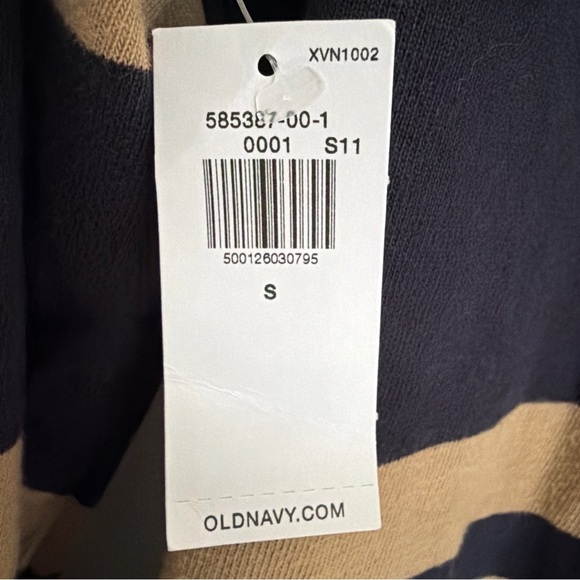 XVN1002
585387-00-1
0001 S11
500126030795
S
OLDNAVY.COM